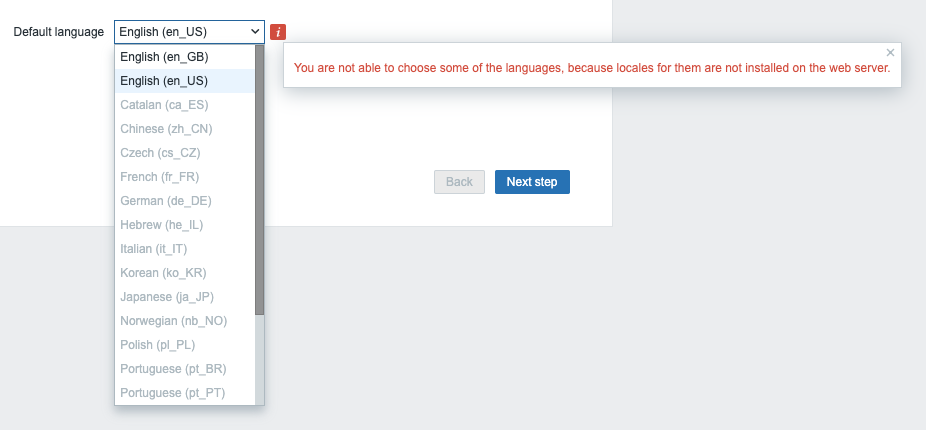 Default language English (en_US) i
English (en_GB)
You are not able to choose some of the languages, because locales for them are not installed on the web server.
English (en_US)
Catalan (ca_ES)
Chinese (zh_CN)
Czech (cs_CZ)
French (fr_FR)
Back Next step
German (de_DE)
Hebrew (he_IL)
Italian (it_IT)
Korean (ko_KR)
Japanese (ja_JP)
Norwegian (nb_NO)
Polish (pl_PL)
Portuguese (pt_BR)
Portuguese (pt_PT)